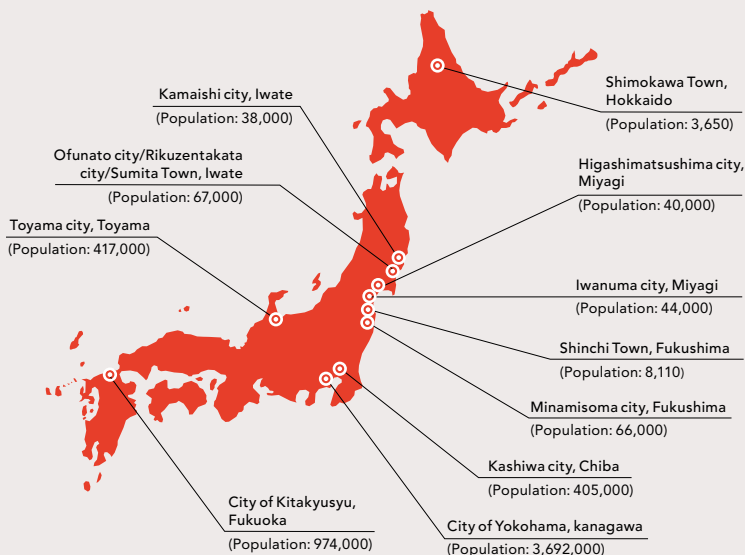 Kamaishi city, Iwate
(Population: 38,000)
Ofunato city/Rikuzentakata
city/Sumita Town, Iwate
(Population: 67,000)
Toyama city, Toyama
(Population: 417,000)
Shimokawa Town,
Hokkaido
(Population: 3,650)
Higashimatsushima city,
Miyagi
(Population: 40,000)
Iwanuma city, Miyagi
(Population: 44,000)
Shinchi Town, Fukushima
(Population: 8,110)
Minamisoma city, Fukushima
(Population: 66,000)
Kashiwa city, Chiba
(Population: 405,000)
City of Kitakyusyu,
Fukuoka
(Population: 974,000)
City of Yokohama, kanagawa
(Population: 3,692,000)